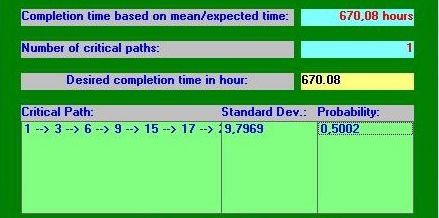 Completion time based on mean/expected time: 670,08 hours
Number of critical paths: 1
Desired completion time in hour: 670.08
Critical Path: Standard Dev.: Probability:
1 --> 3 --> 6 --> 9 --> 15 --> 17 --> 9,7969 0,5002